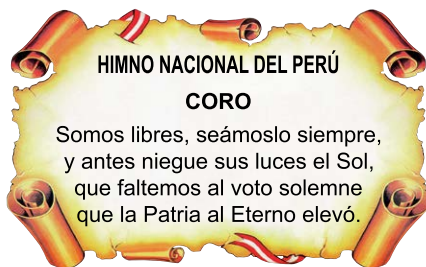 HIMNO NACIONAL DEL PERÚ
CORO
Somos libres, seámoslo siempre,
y antes niegue sus luces el Sol,
que faltemos al voto solemne
que la Patria al Eterno elevó.